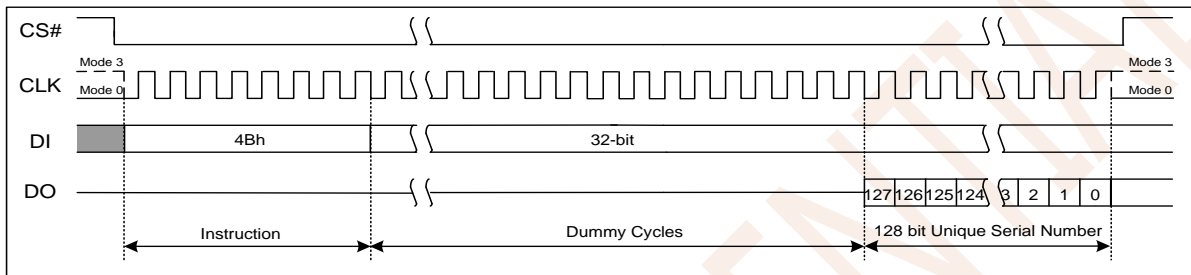 CS#
Mode 3
Mode 3
CLK
Mode 0
Mode 0
DI
4Bh
32-bit
DO
127 126 125 124 3 2 1 0
Instruction
Dummy Cycles
128 bit Unique Serial Number